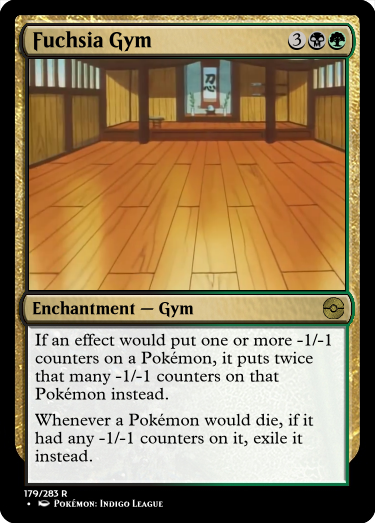 Fuchsia Gym 3
Enchantment — Gym
If an effect would put one or more -1/-1
counters on a Pokémon, it puts twice
that many -1/-1 counters on that
Pokémon instead.
Whenever a Pokémon would die, if it
had any -1/-1 counters on it, exile it
instead.
179/283 R
• Pokémon: Indigo League